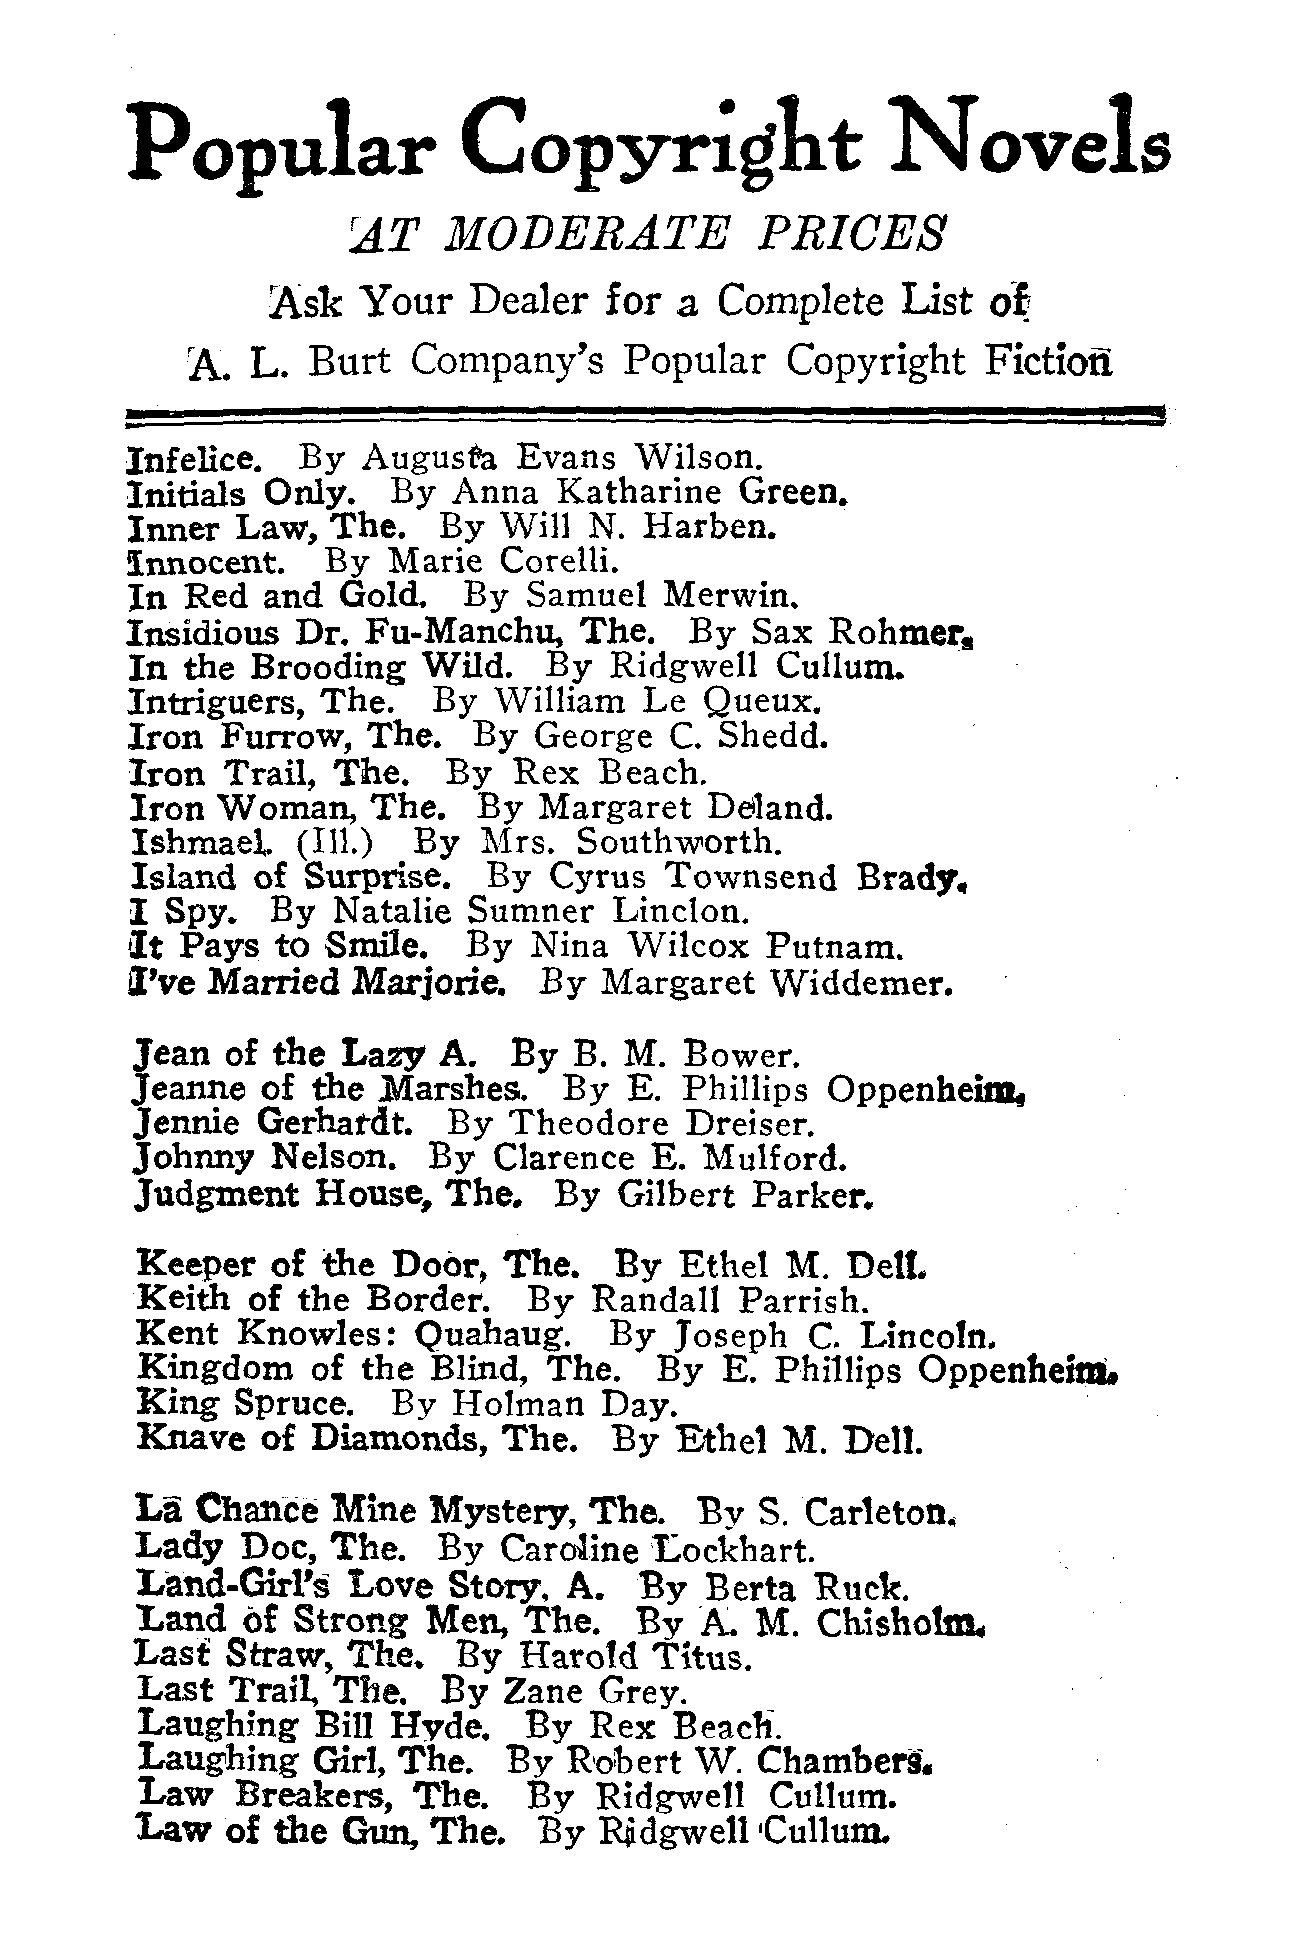 Popular Copyright Novels
AT MODERATE PRICES
Ask Your Dealer for a Complete List of
A. L. Burt Company's Popular Copyright Fiction
Infelice. By Augusta Evans Wilson.
Initials Only. By Anna Katharine Green.
Inner Law, The. By Will N. Harben.
Innocent. By Marie Corelli.
In Red and Gold. By Samuel Merwin.
Insidious Dr. Fu-Manchu, The. By Sax Rohmer.
In the Brooding Wild. By Ridgwell Cullum.
Intriguers, The. By William Le Queux.
Iron Furrow, The. By George C. Shedd.
Iron Trail, The. By Rex Beach.
Iron Woman, The. By Margaret Deland.
Ishmael. (Ill.) By Mrs. Southworth.
Island of Surprise. By Cyrus Townsend Brady.
I Spy. By Natalie Sumner Linclon.
It Pays to Smile. By Nina Wilcox Putnam.
I've Married Marjorie. By Margaret Widdemer.
Jean of the Lazy A. By B. M. Bower.
Jeanne of the Marshes. By E. Phillips Oppenheim.
Jennie Gerhardt. By Theodore Dreiser.
Johnny Nelson. By Clarence E. Mulford.
Judgment House, The. By Gilbert Parker.
Keeper of the Door, The. By Ethel M. Dell.
Keith of the Border. By Randall Parrish.
Kent Knowles: Quahaug. By Joseph C. Lincoln.
Kingdom of the Blind, The. By E. Phillips Oppenheim.
King Spruce. By Holman Day.
Knave of Diamonds, The. By Ethel M. Dell.
La Chance Mine Mystery, The. By S. Carleton.
Lady Doc, The. By Caroline Lockhart.
Land-Girl's Love Story, A. By Berta Ruck.
Land of Strong Men, The. By A. M. Chisholm.
Last Straw, The. By Harold Titus.
Last Trail, The. By Zane Grey.
Laughing Bill Hyde. By Rex Beach.
Laughing Girl, The. By Robert W. Chambers.
Law Breakers, The. By Ridgwell Cullum.
Law of the Gun, The. By Ridgwell Cullum.